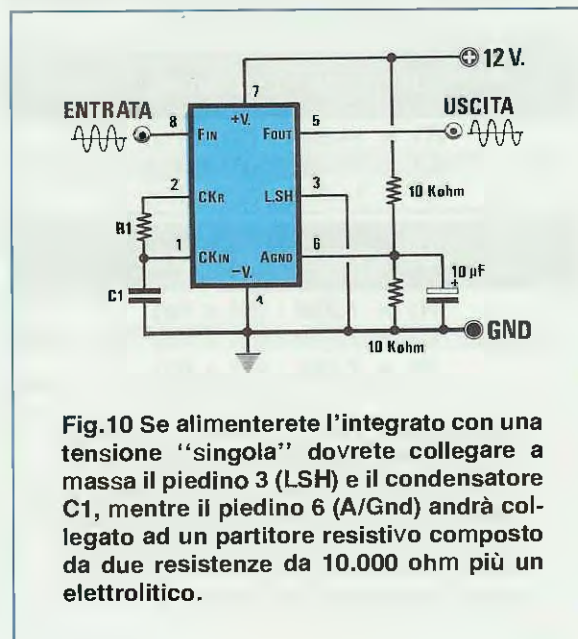 12 V.
7
ENTRATA
USCITA
8
+V.
5
FIN
FOUT
2
3
CKR
LSH
10 Kohm
R1
1
6
CKIN
AGND
10 µF
+
C1
-V.
4
10 Kohm
GND
Fig.10 Se alimenterete l'integrato con una
tensione "singola" dovrete collegare a
massa il piedino 3 (LSH) e il condensatore
C1, mentre il piedino 6 (A/Gnd) andrà col-
legato ad un partitore resistivo composto
da due resistenze da 10.000 ohm più un
elettrolitico.